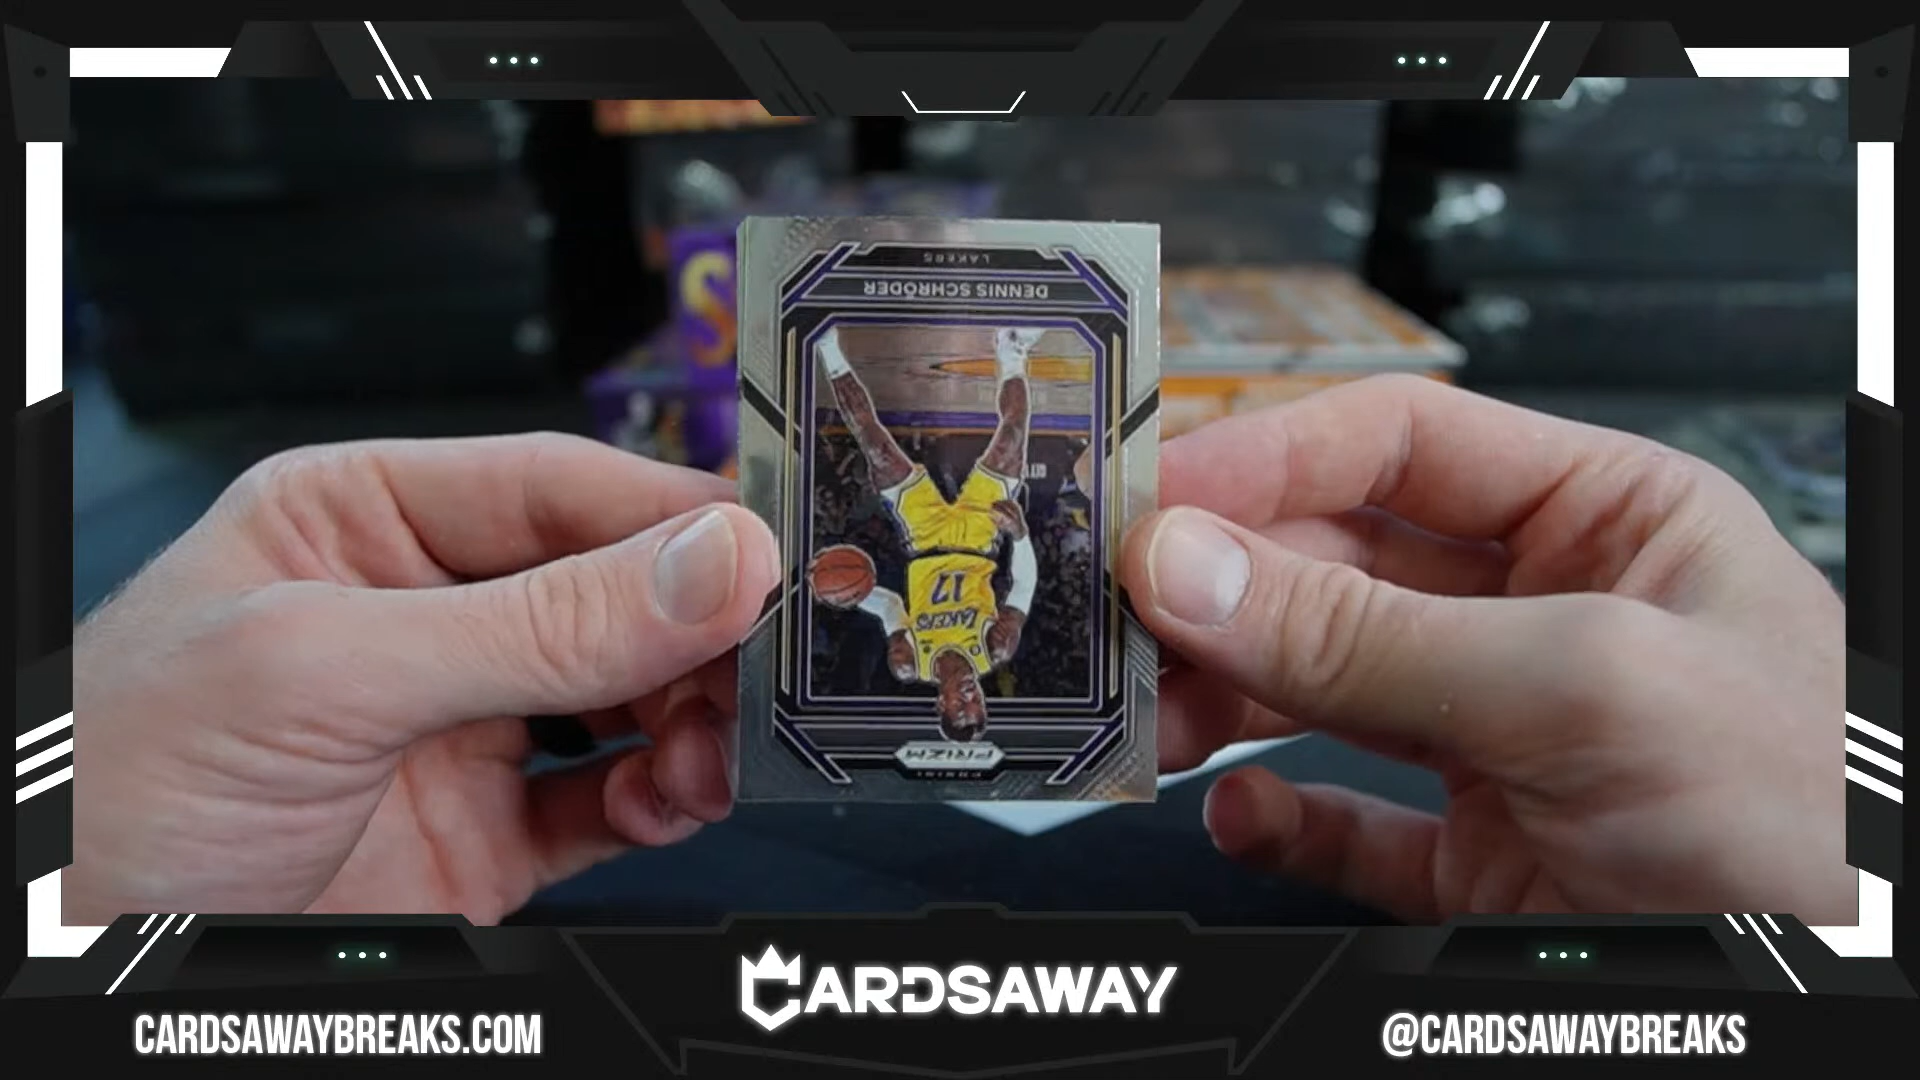 LAKERS
DENNIS SCHRÖDER
17
LAKERS
PRIZM
PANINI
CARDSAWAY
CARDSAWAYBREAKS.COM
@CARDSAWAYBREAKS